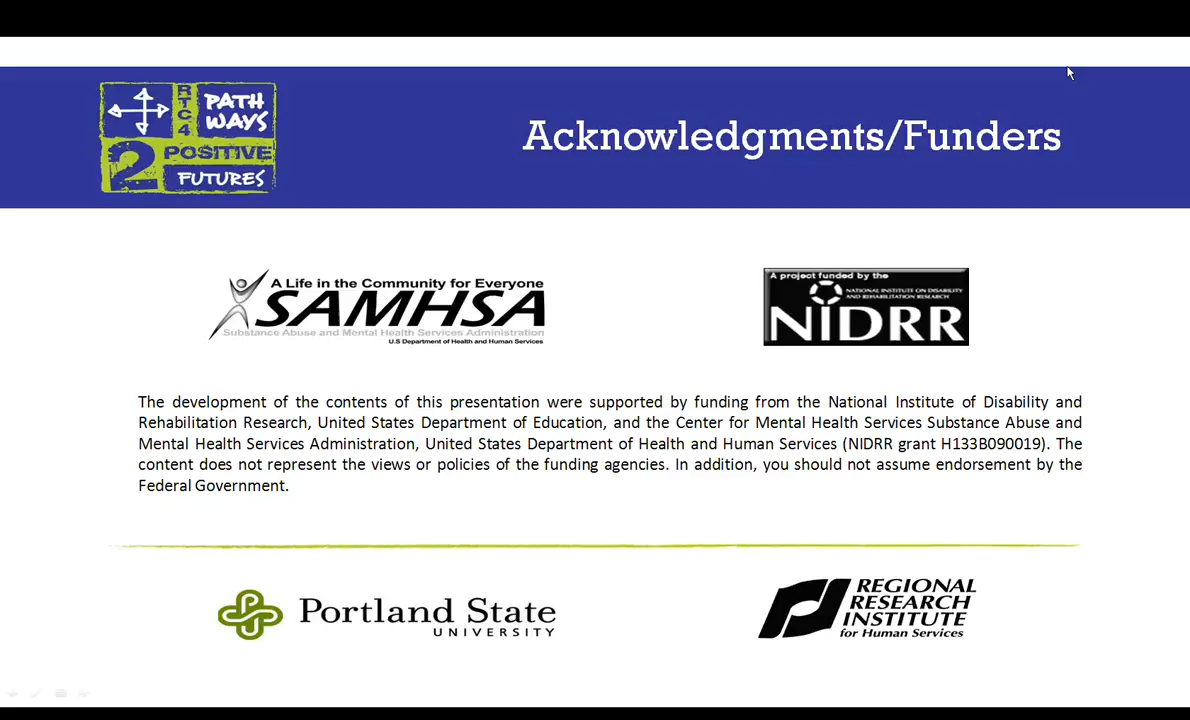 RTC4
PATH
WAYS
2 POSITIVE
FUTURES
Acknowledgments/Funders
A Life in the Community for Everyone
SAMHSA
Substance Abuse and Mental Health Services Administration
U.S Department of Health and Human Services
A project funded by the
NATIONAL INSTITUTE ON DISABILITY
AND REHABILITATION RESEARCH
NIDRR
The development of the contents of this presentation were supported by funding from the National Institute of Disability and
Rehabilitation Research, United States Department of Education, and the Center for Mental Health Services Substance Abuse and
Mental Health Services Administration, United States Department of Health and Human Services (NIDRR grant H133B090019). The
content does not represent the views or policies of the funding agencies. In addition, you should not assume endorsement by the
Federal Government.
Portland State
UNIVERSITY
REGIONAL
RESEARCH
INSTITUTE
for Human Services